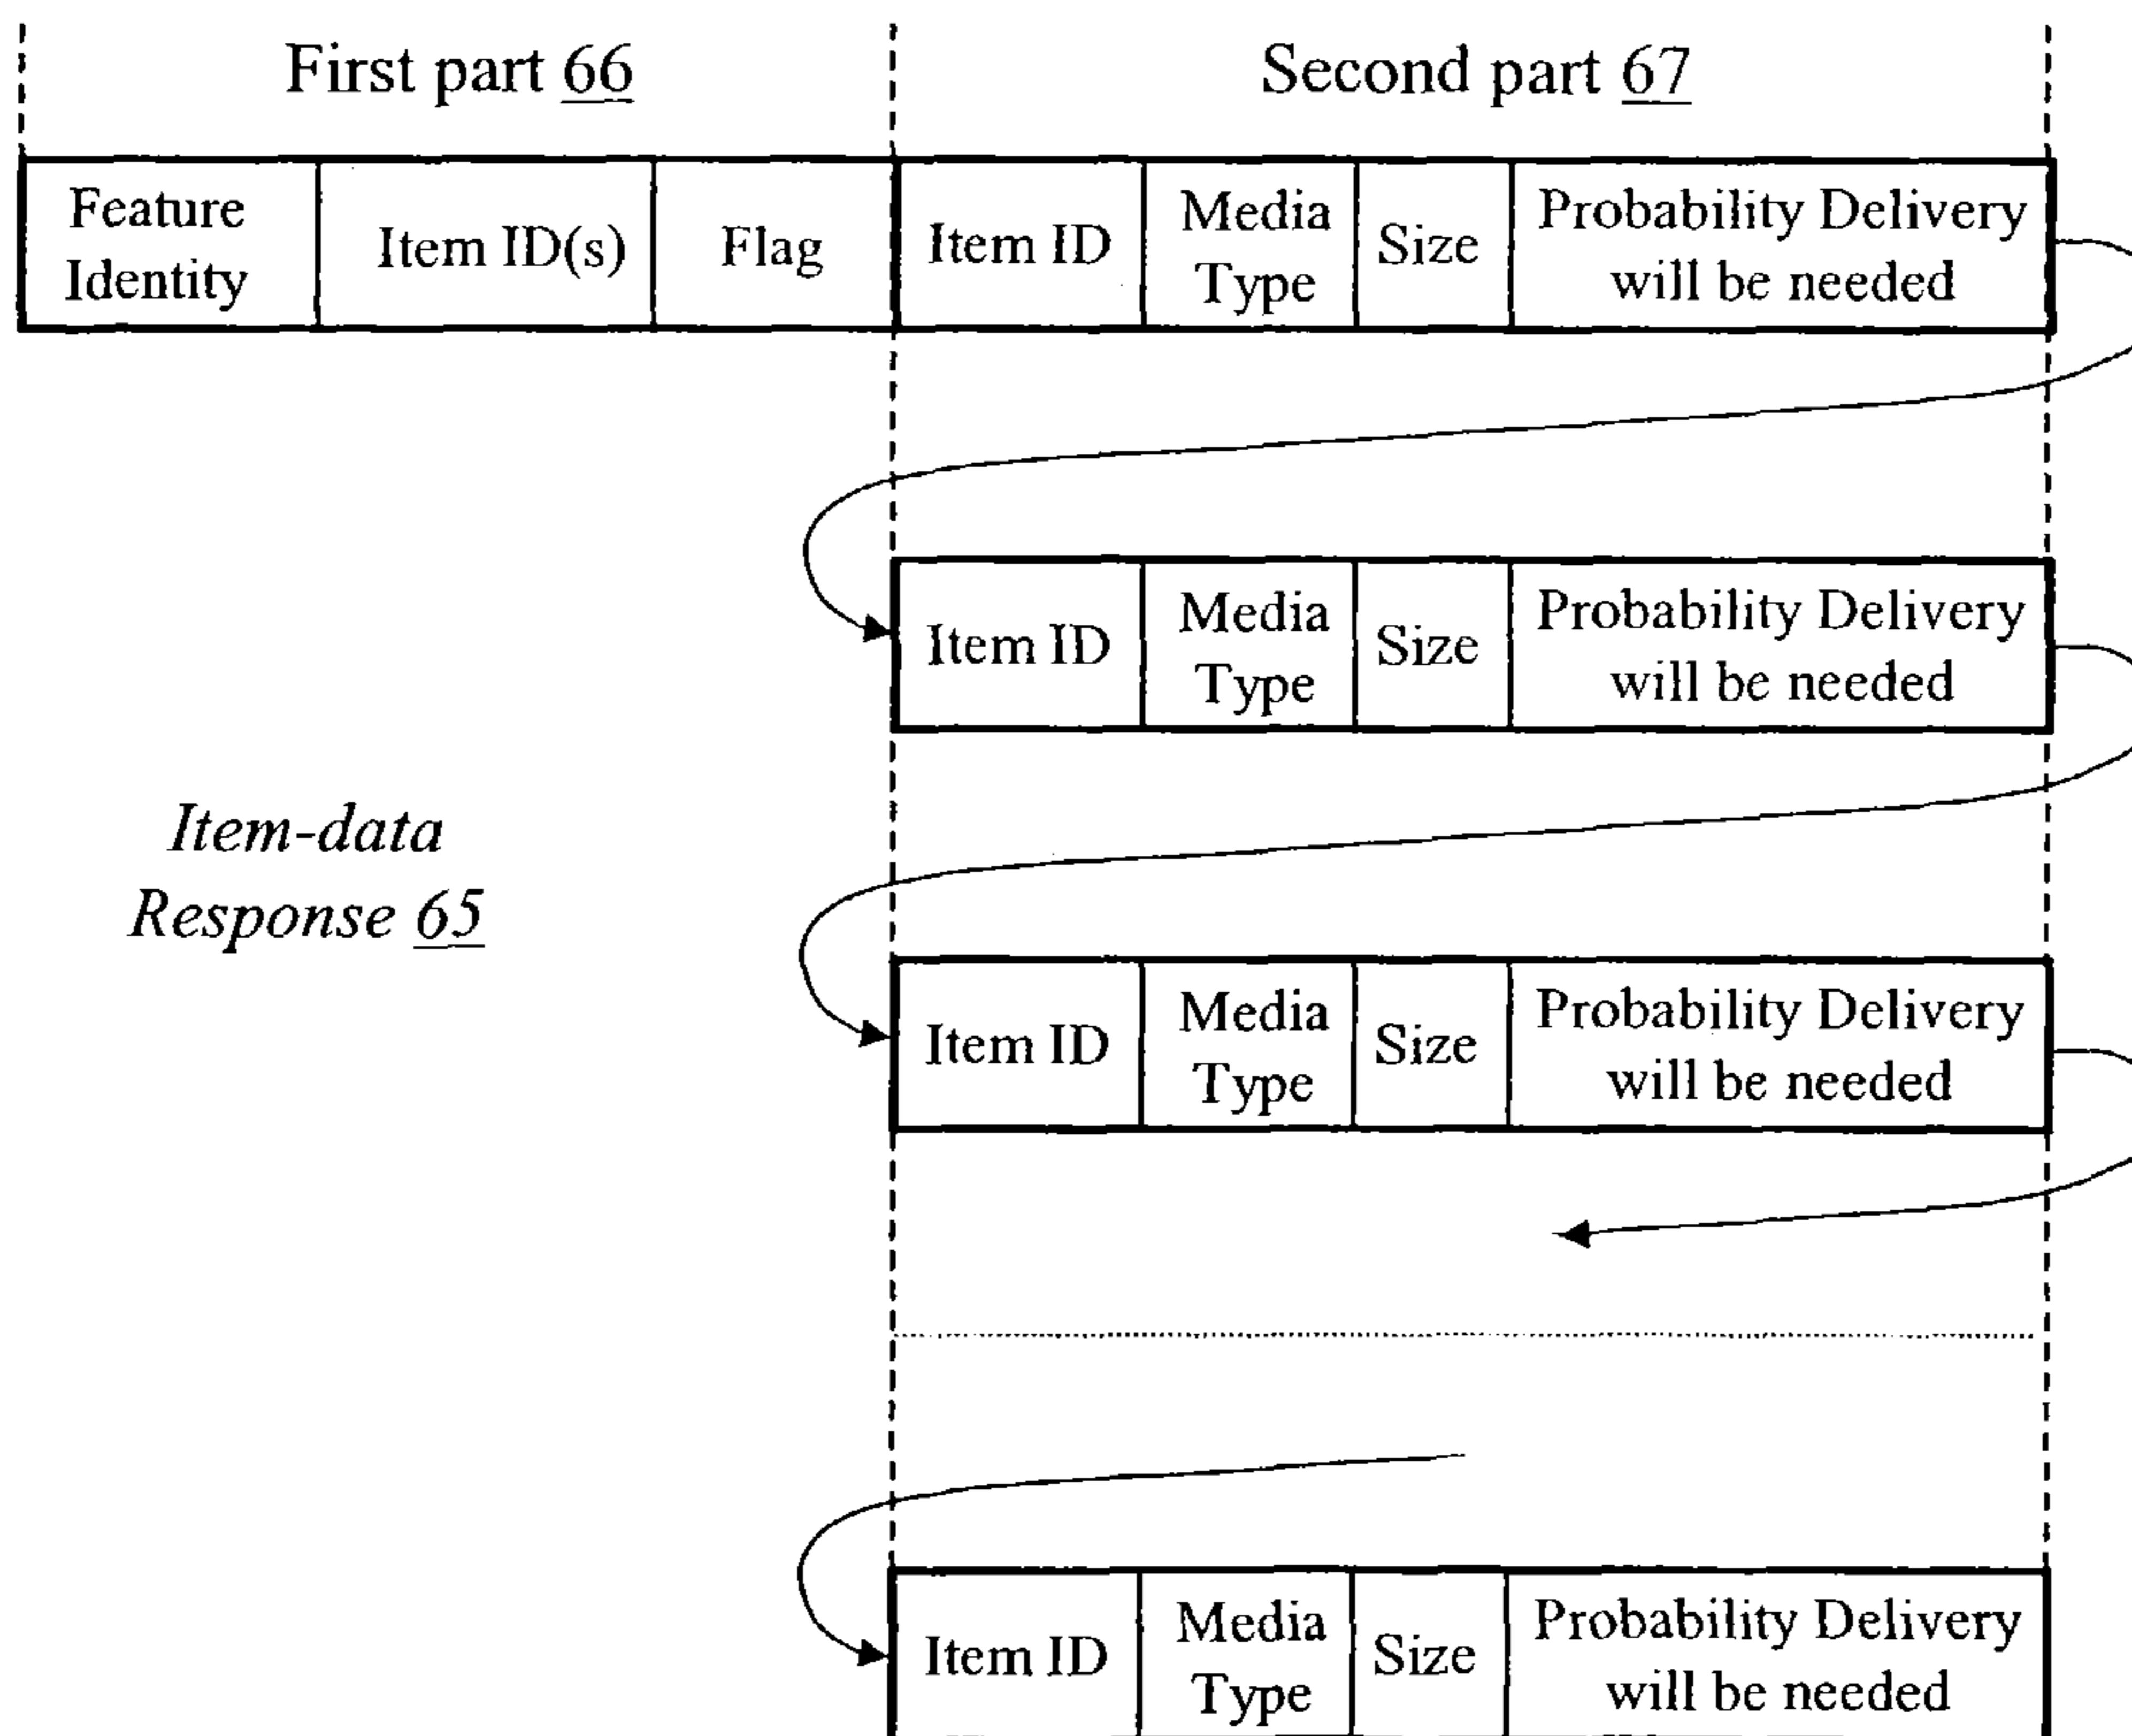 First part 66
Second part 67
Feature Identity
Item ID(s)
Flag
Item ID
Media Type
Size
Probability Delivery will be needed
Item ID
Media Type
Size
Probability Delivery will be needed
Item-data
Response 65
Item ID
Media Type
Size
Probability Delivery will be needed
Item ID
Media Type
Size
Probability Delivery will be needed